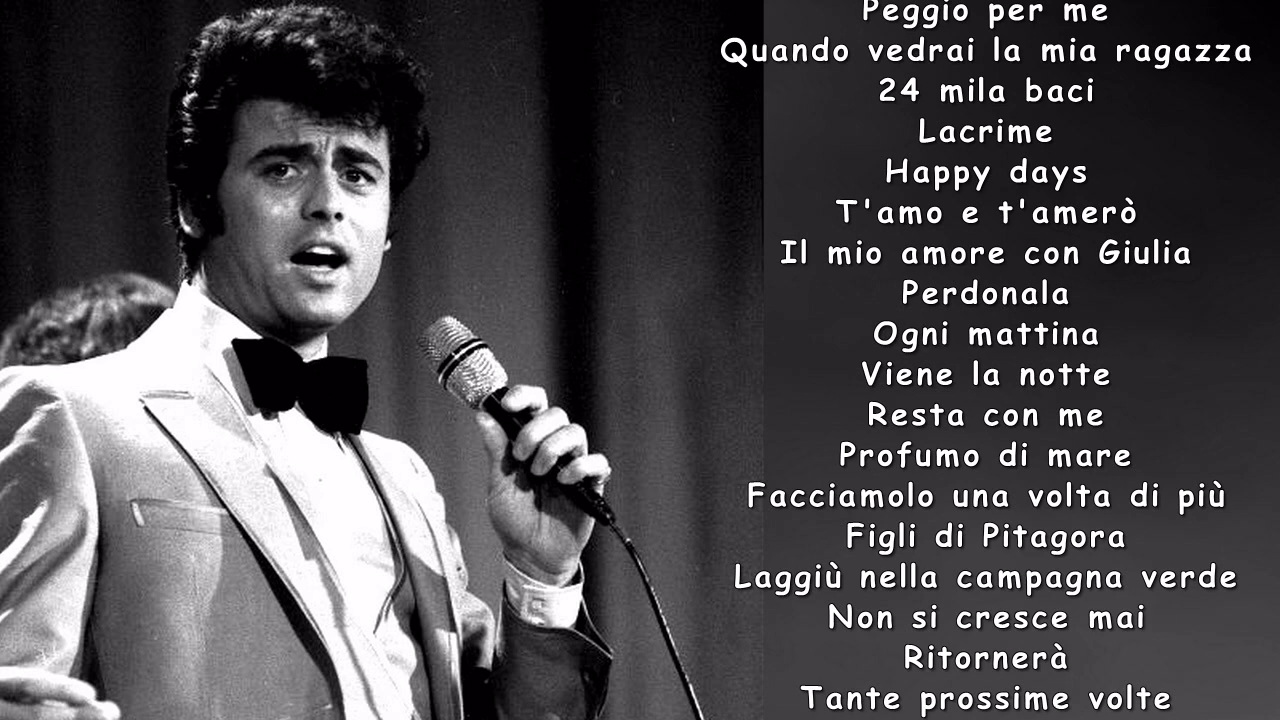 Peggio per me
Quando vedrai la mia ragazza
24 mila baci
Lacrime
Happy days
T'amo e t'amerò
Il mio amore con Giulia
Perdonala
Ogni mattina
Viene la notte
Resta con me
Profumo di mare
Facciamolo una volta di più
Figli di Pitagora
Laggiù nella campagna verde
Non si cresce mai
Ritornerà
Tante prossime volte